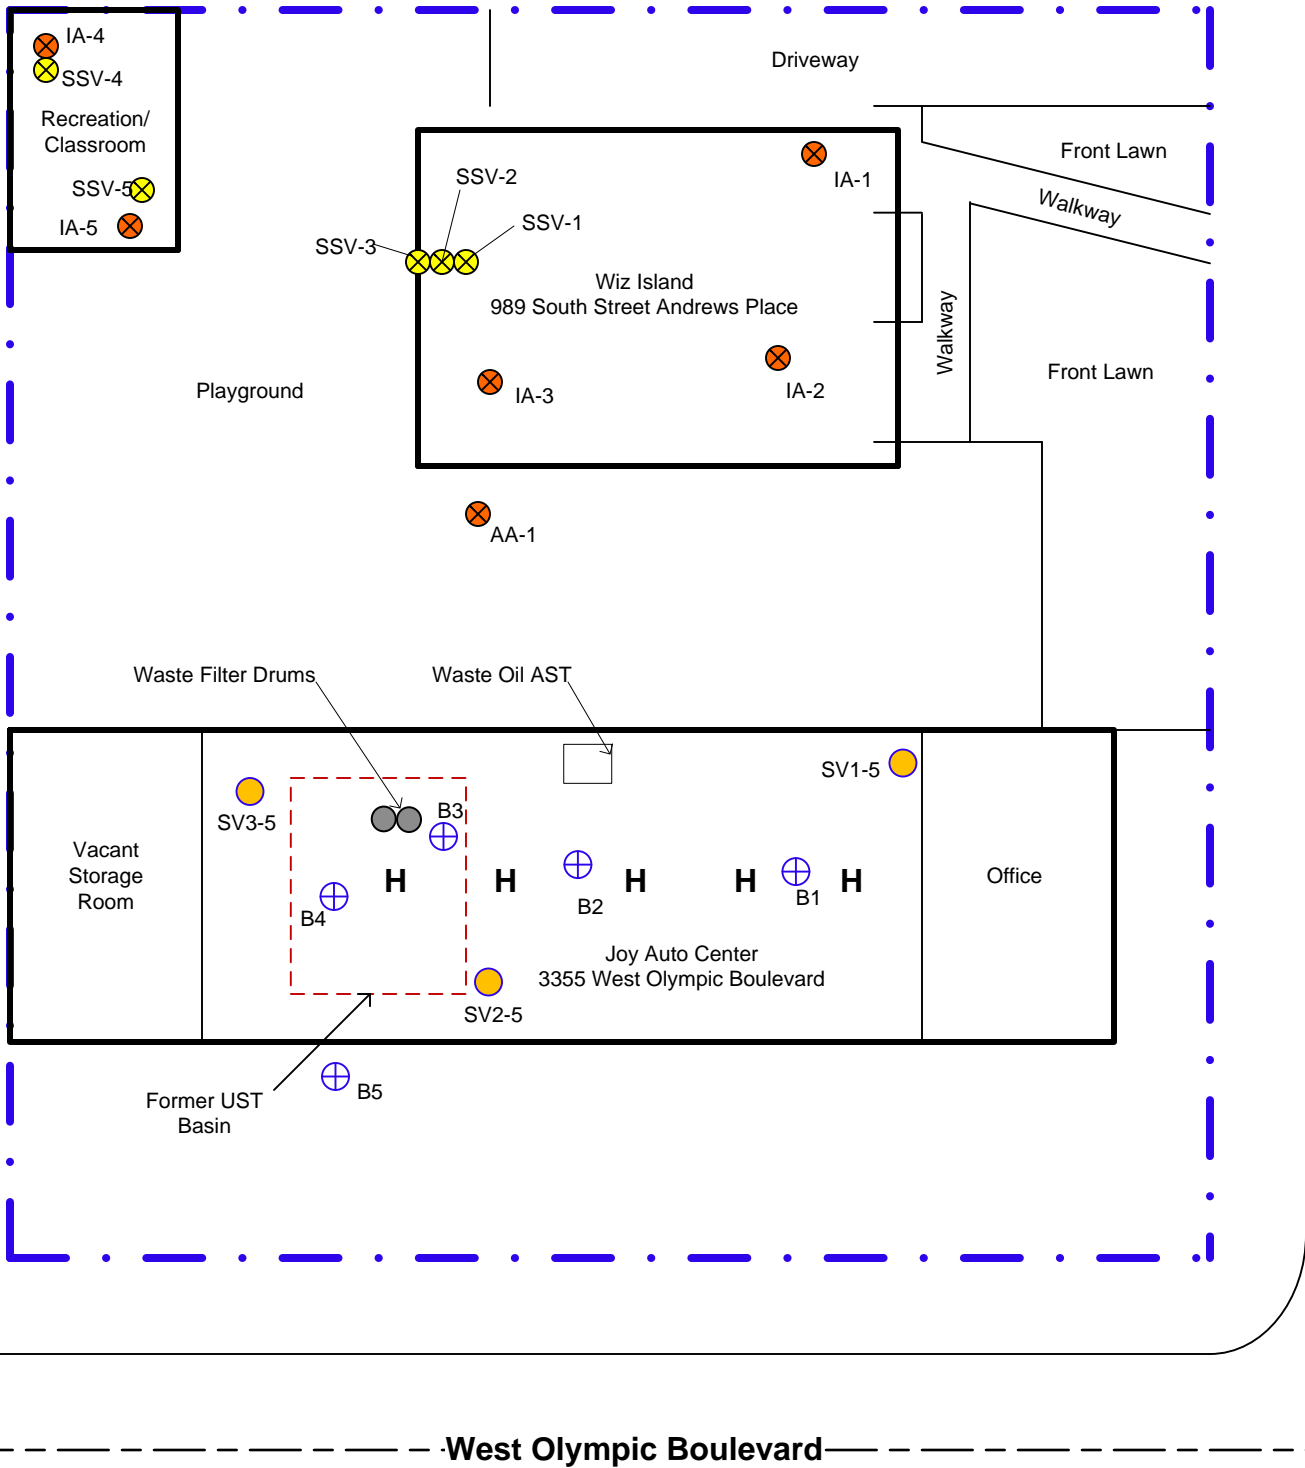 IA-4
SSV-4
Recreation/
Classroom
SSV-5
IA-5
Driveway
Front Lawn
Walkway
IA-1
SSV-2
SSV-1
SSV-3
Wiz Island
989 South Street Andrews Place
Walkway
Front Lawn
IA-2
IA-3
Playground
AA-1
Waste Filter Drums
Waste Oil AST
SV1-5
SV3-5
B3
Vacant
Storage
Room
H
H
H
H
H
B4
B2
B1
Office
Joy Auto Center
3355 West Olympic Boulevard
SV2-5
B5
Former UST
Basin
West Olympic Boulevard